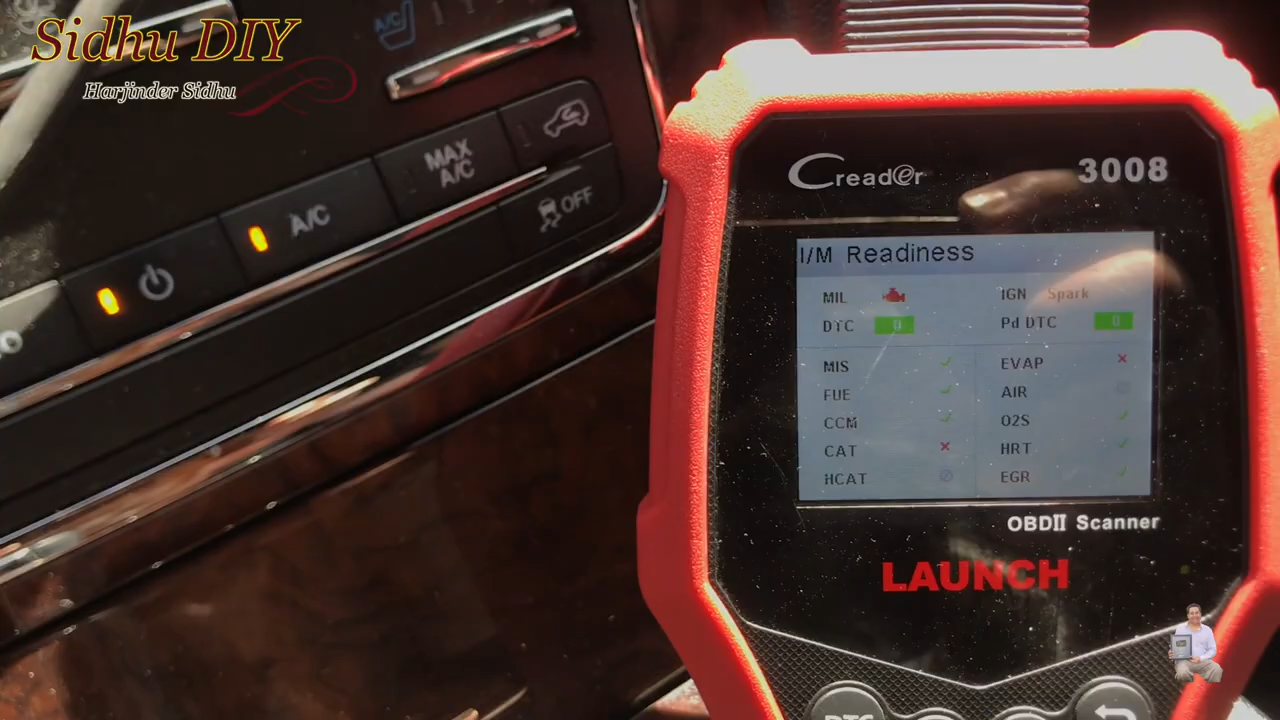 Sidhu DIY
Harjinder Sidhu
A/C
MAX
A/C
A/C
OFF
Creader 3008
I/M Readiness
MIL IGN Spark
DTC 0 Pd DTC 0
MIS EVAP
FUE AIR
CCM O2S
CAT HRT
HCAT EGR
OBDII Scanner
LAUNCH